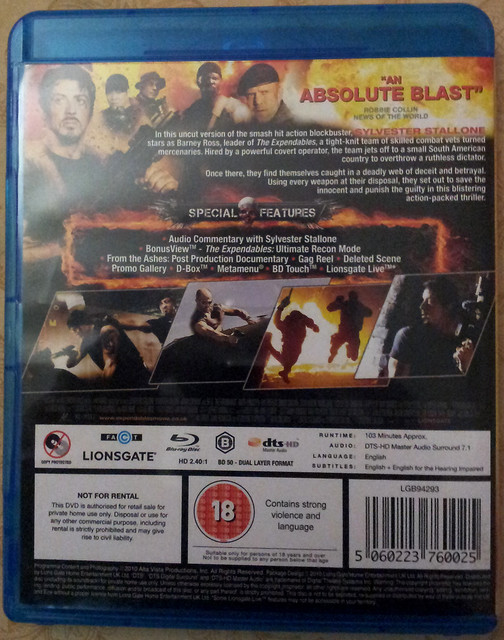 "AN
ABSOLUTE BLAST"
ROBBIE COLLIN
NEWS OF THE WORLD
In this uncut version of the smash hit action blockbuster, SYLVESTER STALLONE
stars as Barney Ross, leader of The Expendables, a tight-knit team of skilled combat vets turned
mercenaries. Hired by a powerful covert operator, the team jets off to a small South American
country to overthrow a ruthless dictator.
Once there, they find themselves caught in a deadly web of deceit and betrayal.
Using every weapon at their disposal, they set out to save the
innocent and punish the guilty in this blistering
action-packed thriller.
SPECIAL FEATURES
Audio Commentary with Sylvester Stallone
• BonusView™ - The Expendables: Ultimate Recon Mode
• From the Ashes: Post Production Documentary • Gag Reel • Deleted Scene
Promo Gallery • D-Box™ • Metamenu® • BD Touch™ • Lionsgate Live™*
COPY PROTECTED
FACT
LIONSGATE
Blu-ray Disc
HD 2.40:1
B
BD 50 - DUAL LAYER FORMAT
dts-HD
Master Audio
RUNTIME: 103 Minutes Approx.
AUDIO: DTS-HD Master Audio Surround 7.1
LANGUAGE: English
SUBTITLES: English • English for the Hearing Impaired
NOT FOR RENTAL
This DVD is authorised for retail sale for
private home use only. Disposal or use for
any other commercial purpose, including
rental is strictly prohibited and may give
rise to civil liability.
18
Contains strong
violence and
language
Suitable only for persons of 18 years and over
Not to be supplied to any person below that age
LGB94293
5 060223 760025